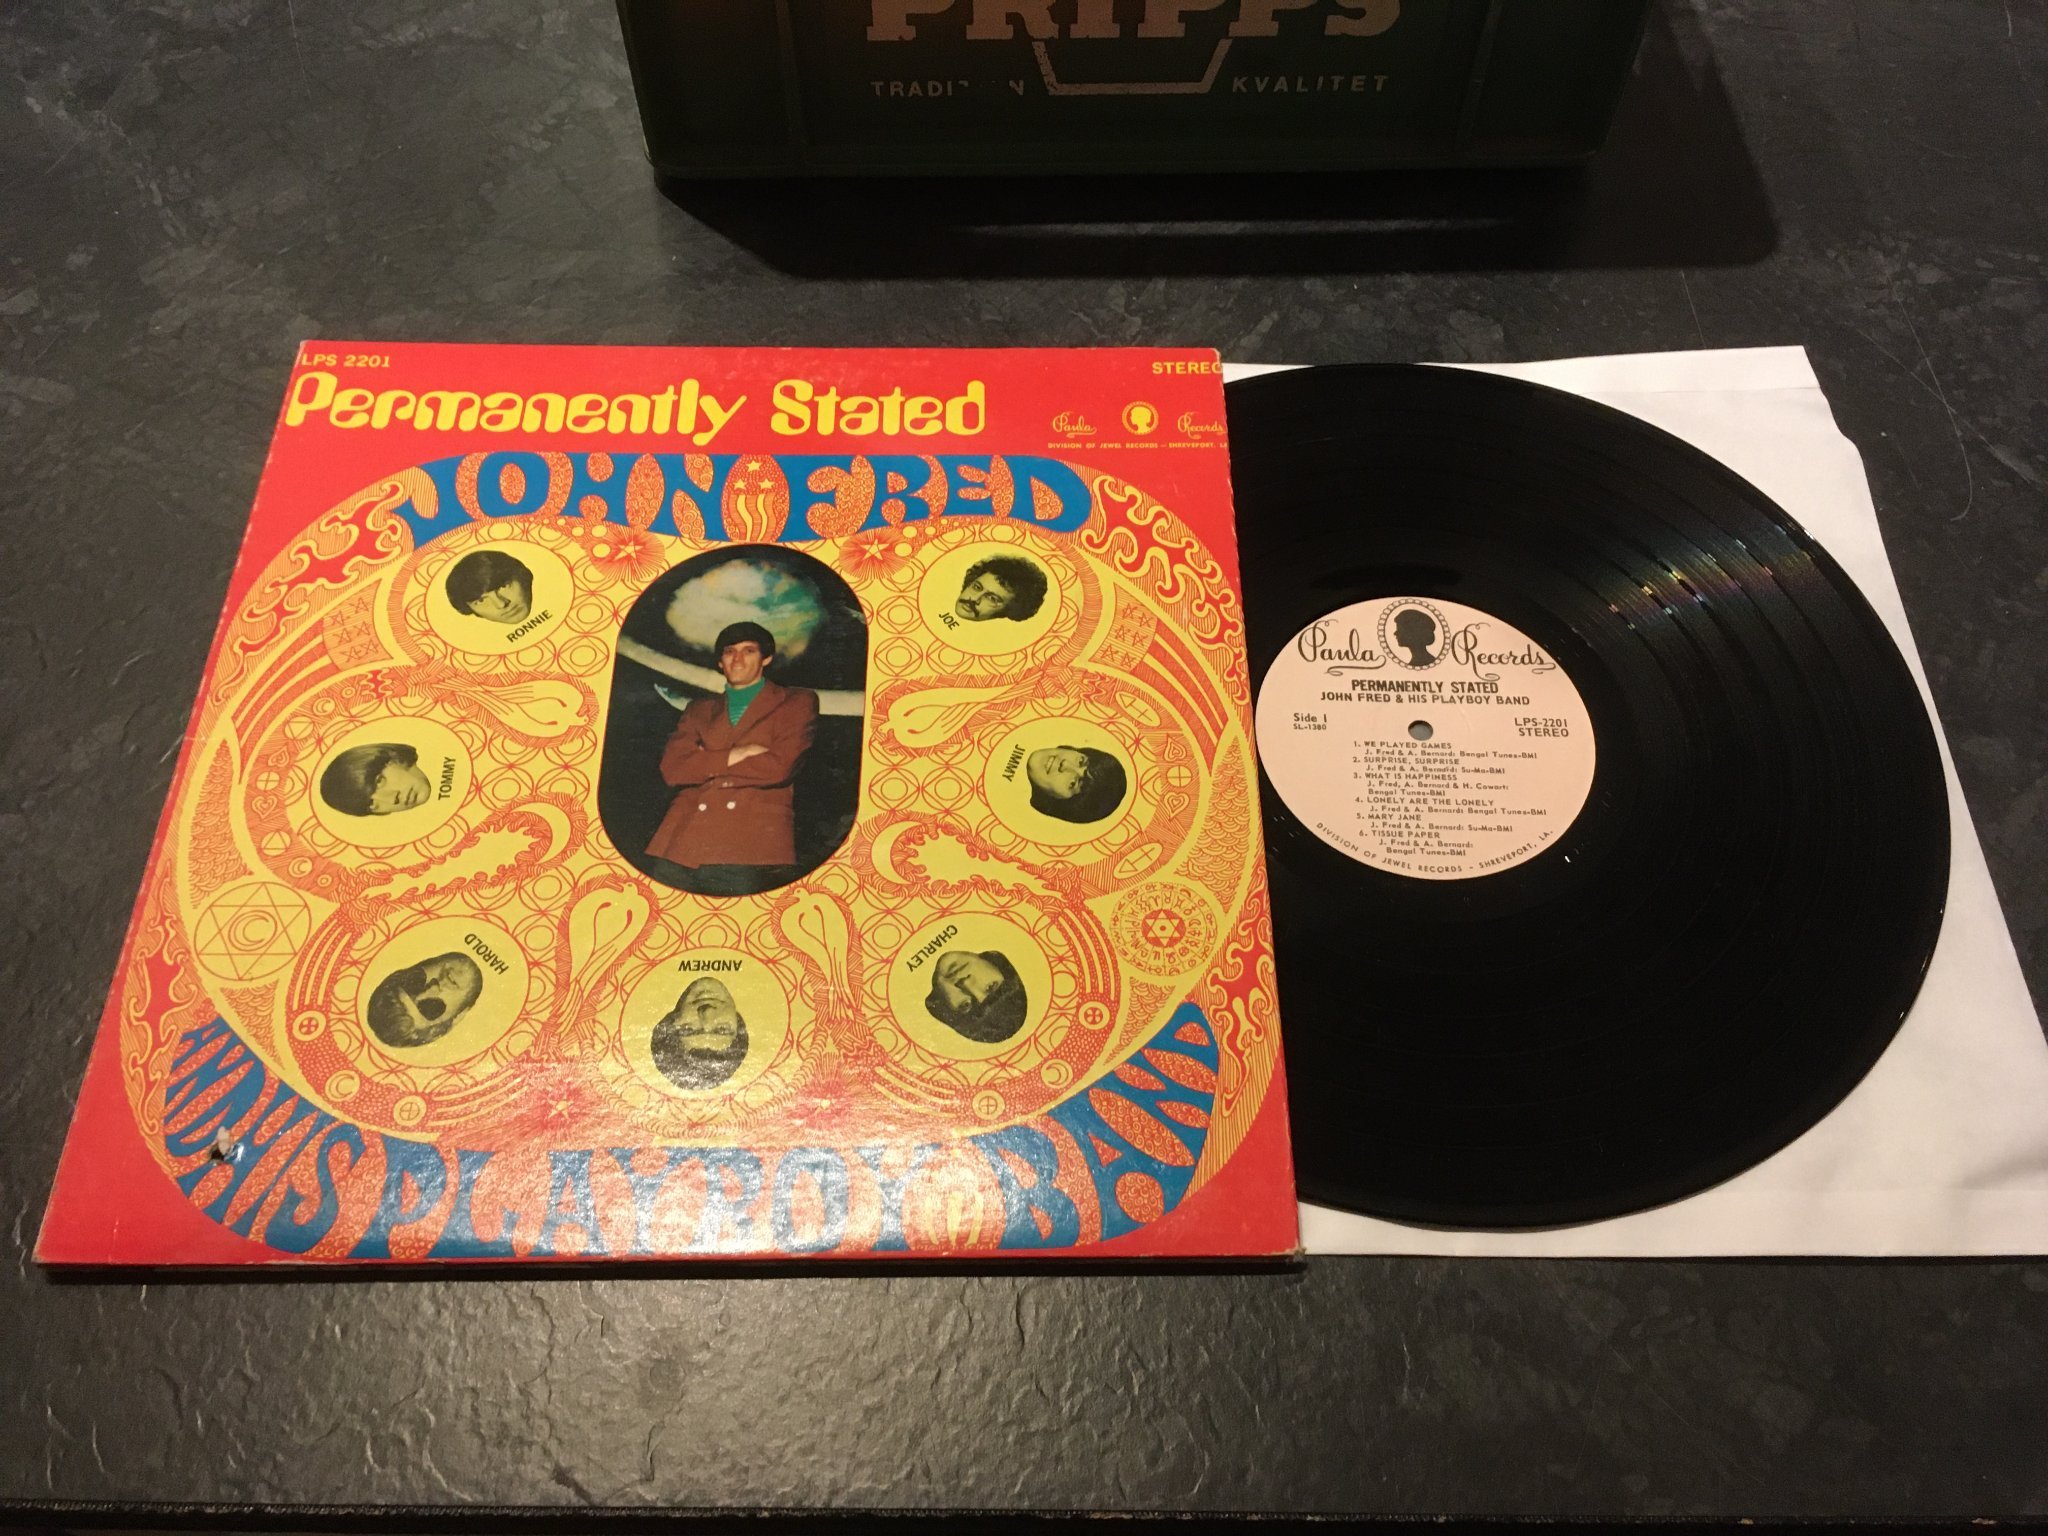 PRIPPS
KVALITET
LPS 2201
STEREO
Permanently Stated
Paula Records
DIVISION OF JEWEL RECORDS — SHREVEPORT, LA
JOHN FRED
RONNIE
JOE
TOMMY
JIMMY
HAROLD
ANDREW
CHARLEY
AND HIS PLAYBOY BAND
Paula Records
PERMANENTLY STATED
JOHN FRED & HIS PLAYBOY BAND
Side 1
SL-1380
LPS-2201
STEREO
1. WE PLAYED GAMES
J. Fred & A. Bernard: Bengal Tunes-BMI
2. SURPRISE, SURPRISE
J. Fred & A. Bernard: Su-Ma-BMI
3. WHAT IS HAPPINESS
J. Fred, A. Bernard & H. Cowart:
Bengal Tunes-BMI
4. LONELY ARE THE LONELY
J. Fred & A. Bernard: Bengal Tunes-BMI
5. MARY JANE
J. Fred & A. Bernard: Su-Ma-BMI
6. TISSUE PAPER
J. Fred & A. Bernard:
Bengal Tunes-BMI
DIVISION OF JEWEL RECORDS - SHREVEPORT, LA.